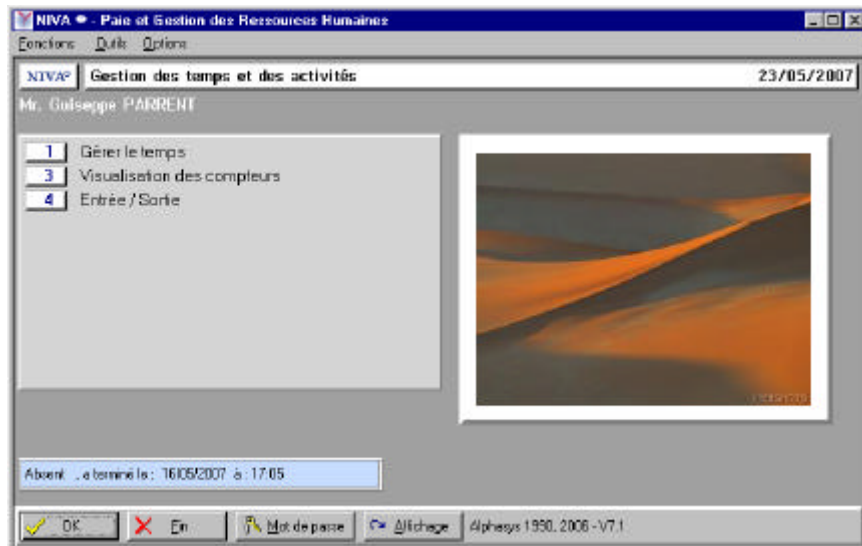 NIVA ® - Paie et Gestion des Ressources Humaines
Fonctions Outils Options
NIVA® Gestion des temps et des activités 23/05/2007
Mr. Guiseppe PARRENT
1 Gérer le temps
3 Visualisation des compteurs
4 Entrée / Sortie
Absent , a terminé le : 16/05/2007 à : 17:05
OK Fin Mot de passe Affichage Alphasys 1990, 2006 - V7.1